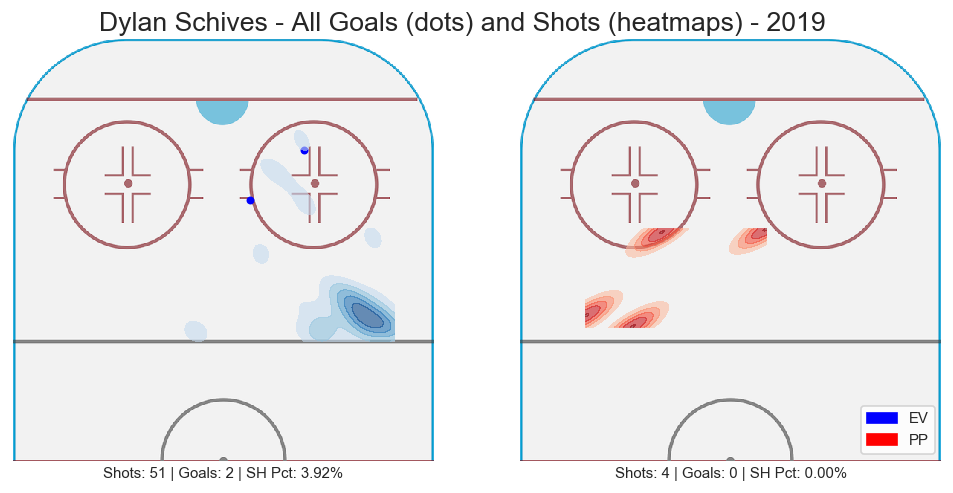 Dylan Schives - All Goals (dots) and Shots (heatmaps) - 2019
EV
PP
Shots: 51 | Goals: 2 | SH Pct: 3.92%
Shots: 4 | Goals: 0 | SH Pct: 0.00%